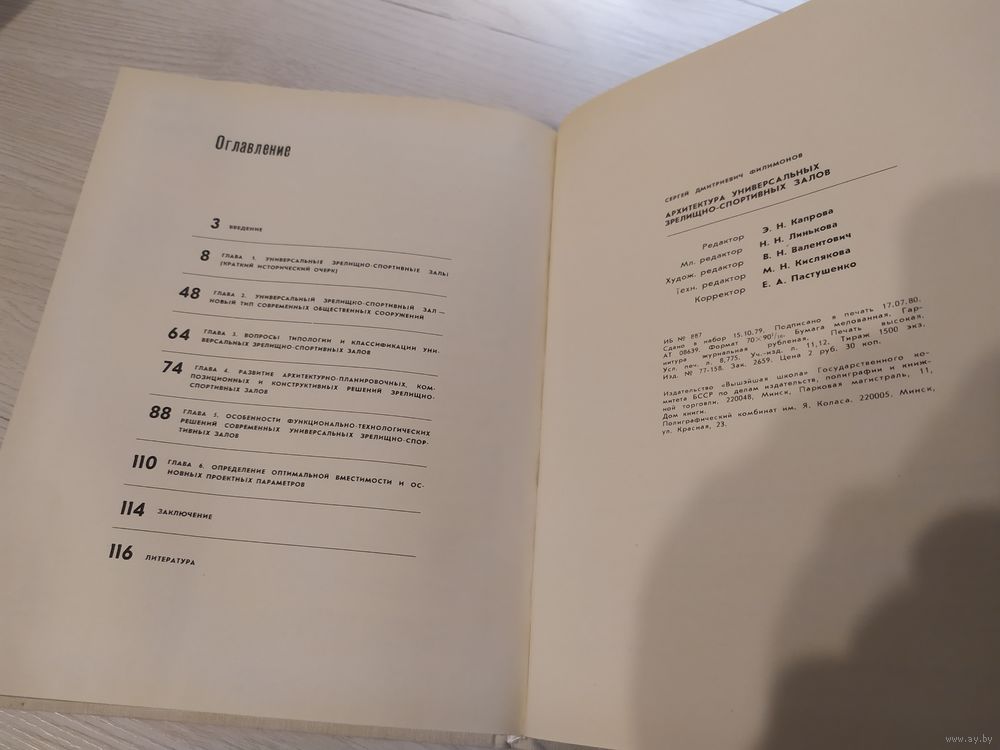 Оглавление
3 ВВЕДЕНИЕ
8 ГЛАВА 1. УНИВЕРСАЛЬНЫЕ ЗРЕЛИЩНО-СПОРТИВНЫЕ ЗАЛЫ
(КРАТКИЙ ИСТОРИЧЕСКИЙ ОЧЕРК)
48 ГЛАВА 2. УНИВЕРСАЛЬНЫЙ ЗРЕЛИЩНО-СПОРТИВНЫЙ ЗАЛ —
НОВЫЙ ТИП СОВРЕМЕННЫХ ОБЩЕСТВЕННЫХ СООРУЖЕНИЙ
64 ГЛАВА 3. ВОПРОСЫ ТИПОЛОГИИ И КЛАССИФИКАЦИИ УНИ-
ВЕРСАЛЬНЫХ ЗРЕЛИЩНО-СПОРТИВНЫХ ЗАЛОВ
74 ГЛАВА 4. РАЗВИТИЕ АРХИТЕКТУРНО-ПЛАНИРОВОЧНЫХ, КОМ-
ПОЗИЦИОННЫХ И КОНСТРУКТИВНЫХ РЕШЕНИЙ ЗРЕЛИЩНО-
СПОРТИВНЫХ ЗАЛОВ
88 ГЛАВА 5. ОСОБЕННОСТИ ФУНКЦИОНАЛЬНО-ТЕХНОЛОГИЧЕСКИХ
РЕШЕНИЙ СОВРЕМЕННЫХ УНИВЕРСАЛЬНЫХ ЗРЕЛИЩНО-СПОР-
ТИВНЫХ ЗАЛОВ
110 ГЛАВА 6. ОПРЕДЕЛЕНИЕ ОПТИМАЛЬНОЙ ВМЕСТИМОСТИ И ОС-
НОВНЫХ ПРОЕКТНЫХ ПАРАМЕТРОВ
114 ЗАКЛЮЧЕНИЕ
116 ЛИТЕРАТУРА
СЕРГЕЙ ДМИТРИЕВИЧ ФИЛИМОНОВ
АРХИТЕКТУРА УНИВЕРСАЛЬНЫХ
ЗРЕЛИЩНО-СПОРТИВНЫХ ЗАЛОВ
Редактор Э. Н. Капрова
Мл. редактор Н. Н. Линькова
Худож. редактор В. Н. Валентович
Техн. редактор М. Н. Кислякова
Корректор Е. А. Пастушенко
ИБ № 887
Сдано в набор 15.10.79. Подписано в печать 17.07.80.
АТ 08639. Формат 70×90¹/₁₆. Бумага мелованная. Гар-
нитура журнальная рубленая. Печать высокая.
Усл. печ. л. 8,775. Уч.-изд. л. 11,12. Тираж 1500 экз.
Изд. № 77-158. Зак. 2659. Цена 2 руб. 30 коп.
Издательство «Вышэйшая школа» Государственного ко-
митета БССР по делам издательств, полиграфии и книж-
ной торговли. 220048, Минск, Парковая магистраль, 11,
Дом книги.
Полиграфический комбинат им. Я. Коласа. 220005. Минск,
ул. Красная, 23.
www.ay.by